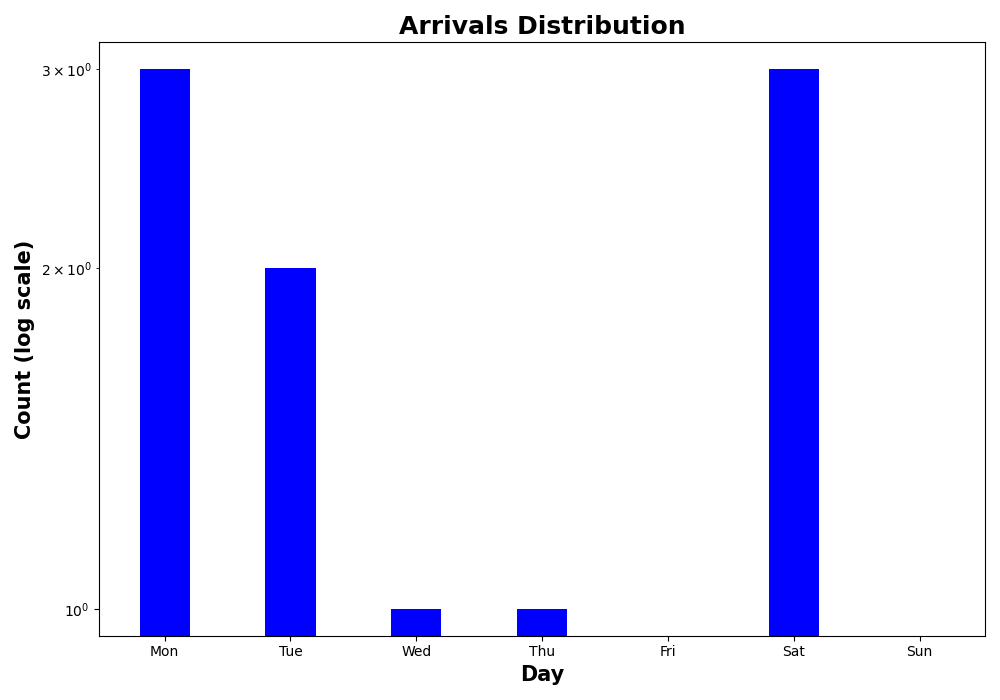 Arrivals Distribution
Count (log scale)
3 × 10⁰
2 × 10⁰
10⁰
Mon Tue Wed Thu Fri Sat Sun
Day